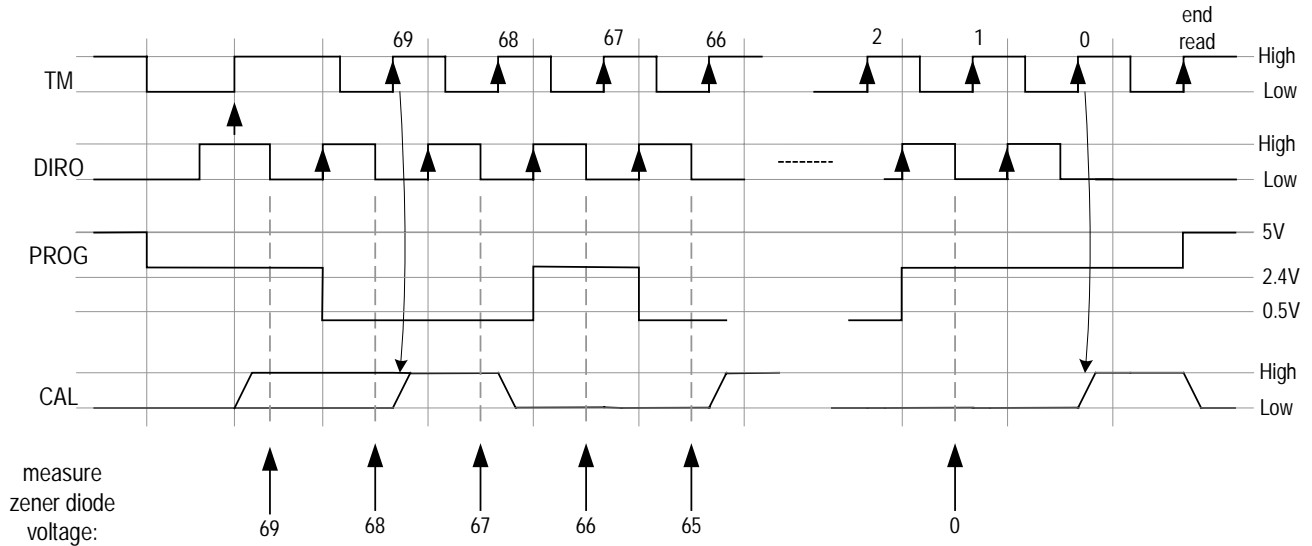 end
69 68 67 66 2 1 0 read
TM High
Low
DIRO High
Low
PROG 5V
2.4V
0.5V
CAL High
Low
measure
zener diode
voltage: 69 68 67 66 65 0